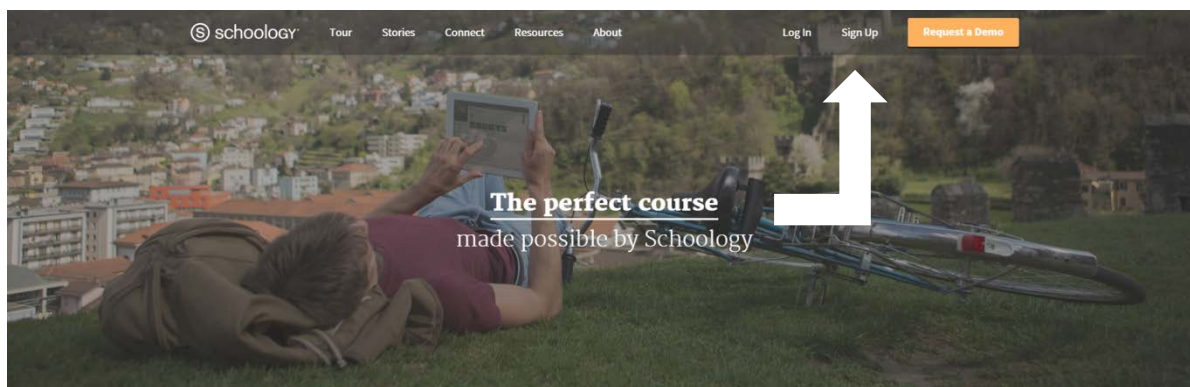 schoology Tour Stories Connect Resources About Log In Sign Up Request a Demo
The perfect course
made possible by Schoology